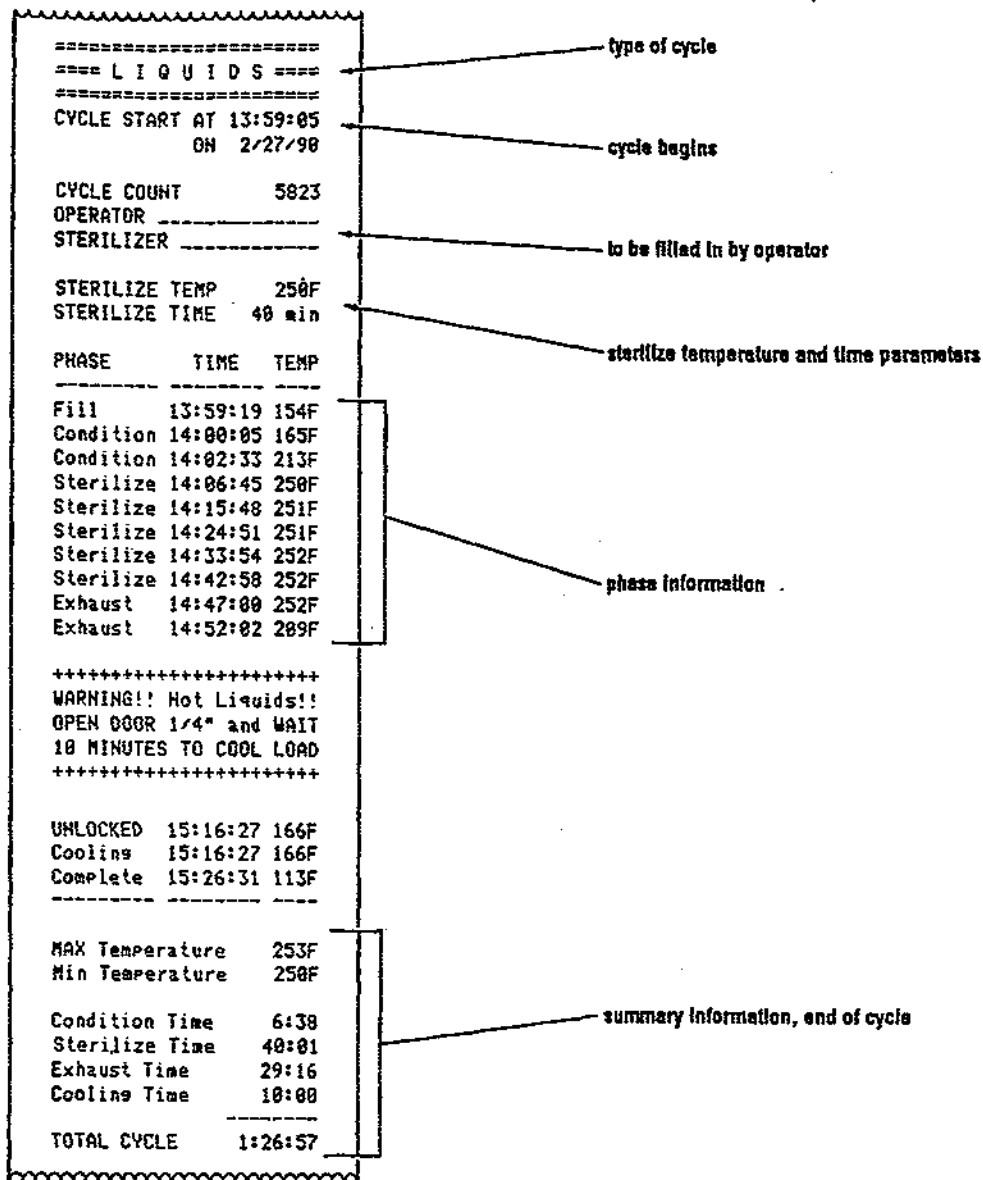 ========================
==== L I Q U I D S ====
========================
type of cycle
CYCLE START AT 13:59:05
ON 2/27/90
cycle begins
CYCLE COUNT 5823
OPERATOR ________________
STERILIZER ______________
to be filled in by operator
STERILIZE TEMP 250F
STERILIZE TIME 40 min
sterilize temperature and time parameters
PHASE TIME TEMP
--------- -------- ----
Fill 13:59:19 154F
Condition 14:00:05 165F
Condition 14:02:33 213F
Sterilize 14:06:45 250F
Sterilize 14:15:48 251F
Sterilize 14:24:51 251F
Sterilize 14:33:54 252F
Sterilize 14:42:58 252F
Exhaust 14:47:00 252F
Exhaust 14:52:02 209F
phase information
+++++++++++++++++++++++
WARNING!! Hot Liquids!!
OPEN DOOR 1/4" and WAIT
10 MINUTES TO COOL LOAD
+++++++++++++++++++++++
UNLOCKED 15:16:27 166F
Cooling 15:16:27 166F
Complete 15:26:31 113F
--------- -------- ----
MAX Temperature 253F
Min Temperature 250F
Condition Time 6:38
Sterilize Time 40:01
Exhaust Time 29:16
Cooling Time 10:00
--------
TOTAL CYCLE 1:26:57
summary information, end of cycle